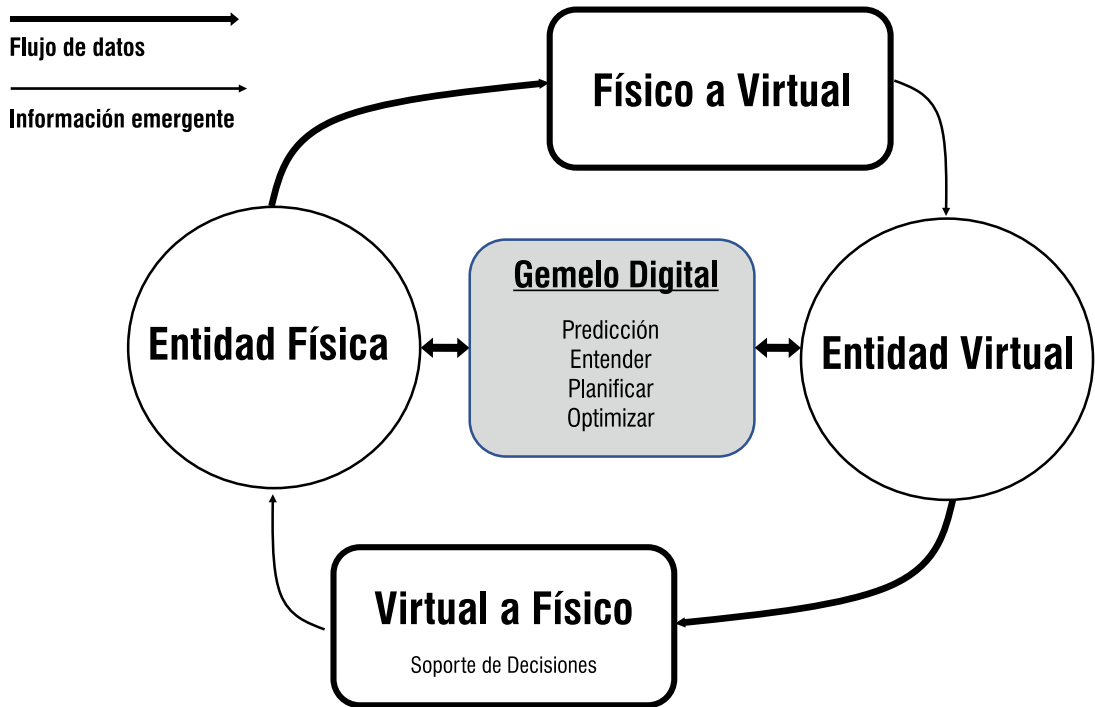 Flujo de datos
Información emergente
Físico a Virtual
Gemelo Digital
Predicción
Entender
Planificar
Optimizar
Entidad Física
Entidad Virtual
Virtual a Físico
Soporte de Decisiones